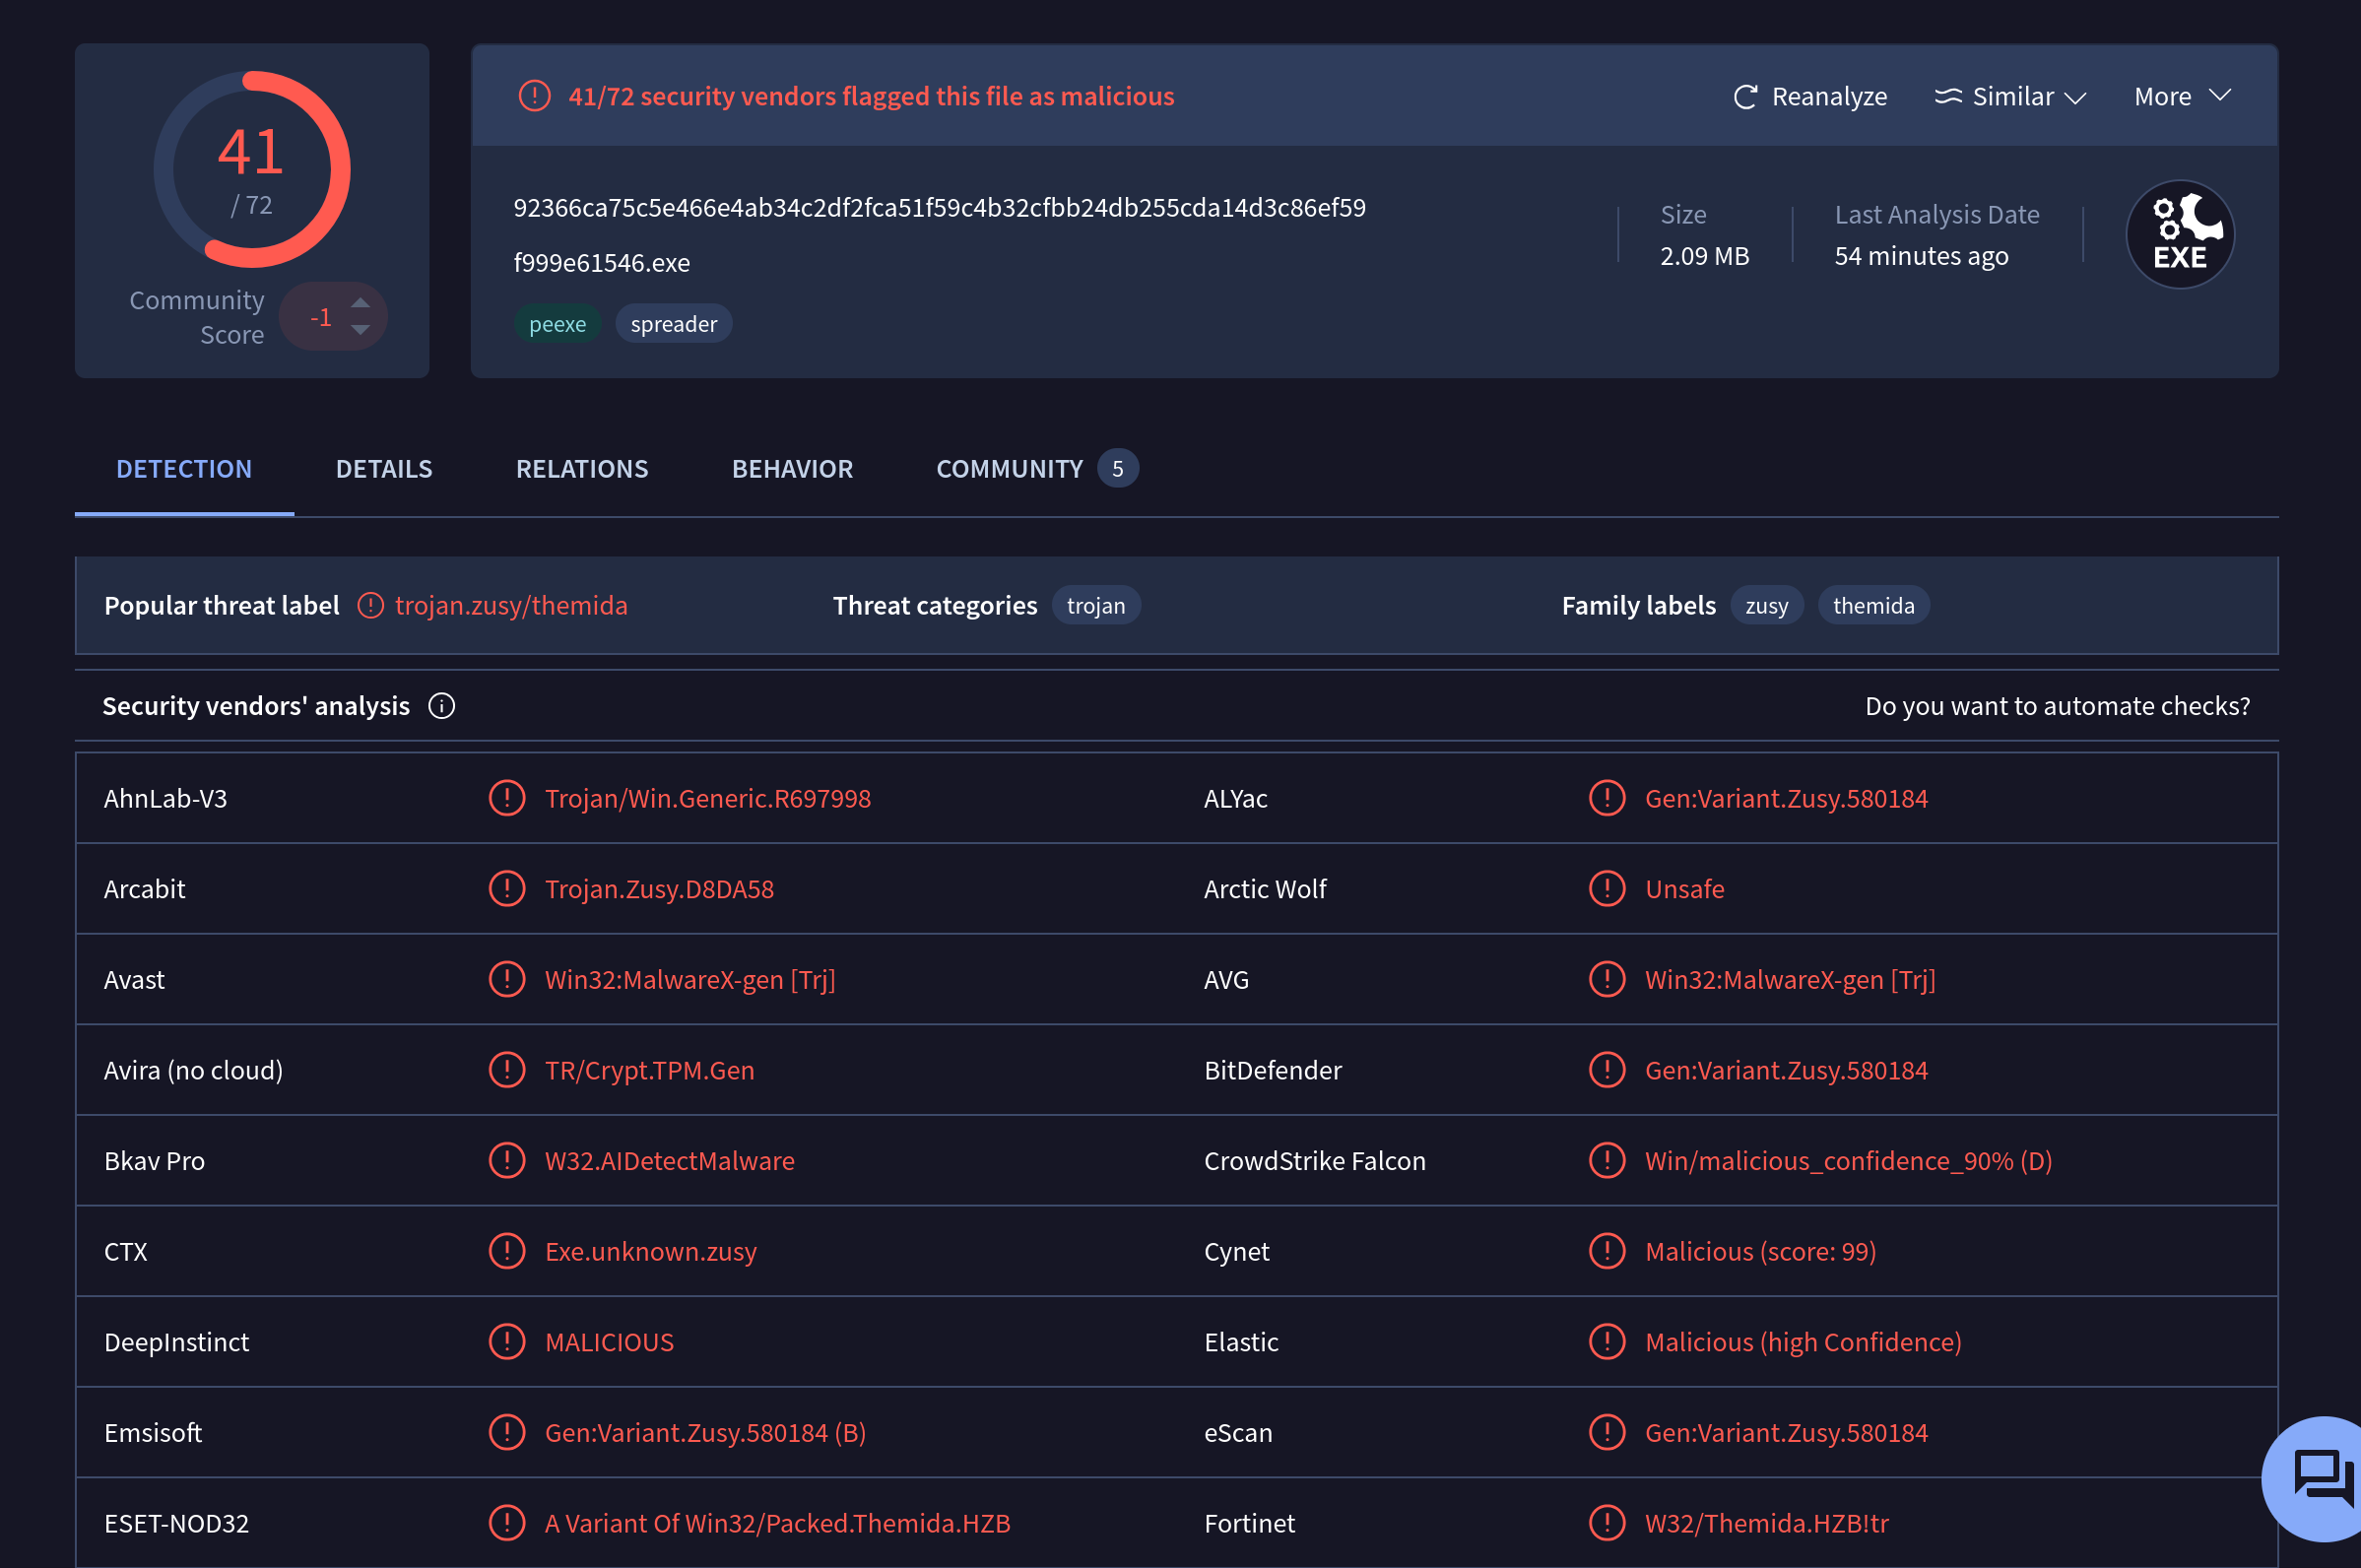 41
/ 72
Community
Score
-1
41/72 security vendors flagged this file as malicious
Reanalyze
Similar
More
92366ca75c5e466e4ab34c2df2fca51f59c4b32cfbb24db255cda14d3c86ef59
f999e61546.exe
peexe
spreader
Size
2.09 MB
Last Analysis Date
54 minutes ago
EXE
DETECTION
DETAILS
RELATIONS
BEHAVIOR
COMMUNITY 5
Popular threat label trojan.zusy/themida
Threat categories trojan
Family labels zusy themida
Security vendors' analysis
Do you want to automate checks?
AhnLab-V3 Trojan/Win.Generic.R697998
ALYac Gen:Variant.Zusy.580184
Arcabit Trojan.Zusy.D8DA58
Arctic Wolf Unsafe
Avast Win32:MalwareX-gen [Trj]
AVG Win32:MalwareX-gen [Trj]
Avira (no cloud) TR/Crypt.TPM.Gen
BitDefender Gen:Variant.Zusy.580184
Bkav Pro W32.AIDetectMalware
CrowdStrike Falcon Win/malicious_confidence_90% (D)
CTX Exe.unknown.zusy
Cynet Malicious (score: 99)
DeepInstinct MALICIOUS
Elastic Malicious (high Confidence)
Emsisoft Gen:Variant.Zusy.580184 (B)
eScan Gen:Variant.Zusy.580184
ESET-NOD32 A Variant Of Win32/Packed.Themida.HZB
Fortinet W32/Themida.HZB!tr